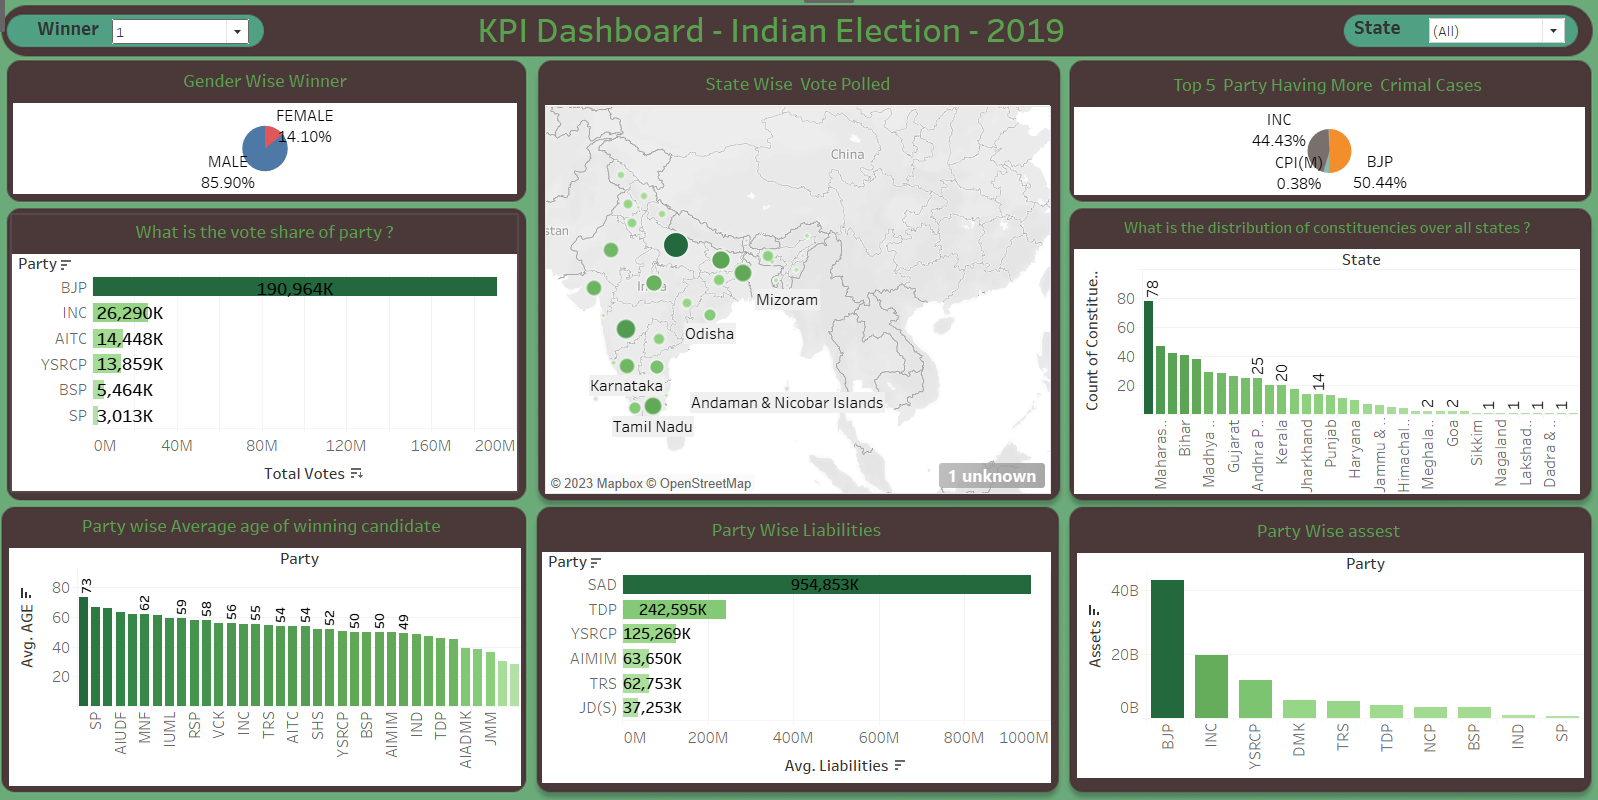 Winner
1
KPI Dashboard - Indian Election - 2019
State
(All)
Gender Wise Winner
FEMALE
14.10%
MALE
85.90%
State Wise Vote Polled
China
stan
Mizoram
Odisha
Karnataka
Andaman & Nicobar Islands
Tamil Nadu
© 2023 Mapbox © OpenStreetMap
1 unknown
Top 5 Party Having More Crimal Cases
INC
44.43%
CPI(M)
0.38%
BJP
50.44%
What is the vote share of party ?
Party
BJP 190,964K
INC 26,290K
AITC 14,448K
YSRCP 13,859K
BSP 5,464K
SP 3,013K
0M 40M 80M 120M 160M 200M
Total Votes
What is the distribution of constituencies over all states ?
State
Count of Constitue..
80
60
40
20
78 25 20 14 2 2 1 1 1 1
Maharas..
Bihar
Madhya ..
Gujarat
Andhra P..
Kerala
Jharkhand
Punjab
Haryana
Jammu & ..
Himachal..
Meghala..
Goa
Sikkim
Nagaland
Lakshad..
Dadra & ..
Party wise Average age of winning candidate
Party
Avg. AGE
80
60
40
20
73 62 59 58 56 55 54 54 52 50 50 49
SP
AIUDF
MNF
IUML
RSP
VCK
INC
TRS
AITC
SHS
YSRCP
BSP
AIMIM
IND
TDP
AIADMK
JMM
Party Wise Liabilities
Party
SAD 954,853K
TDP 242,595K
YSRCP 125,269K
AIMIM 63,650K
TRS 62,753K
JD(S) 37,253K
0M 200M 400M 600M 800M 1000M
Avg. Liabilities
Party Wise assest
Party
Assets
40B
20B
0B
BJP
INC
YSRCP
DMK
TRS
TDP
NCP
BSP
IND
SP